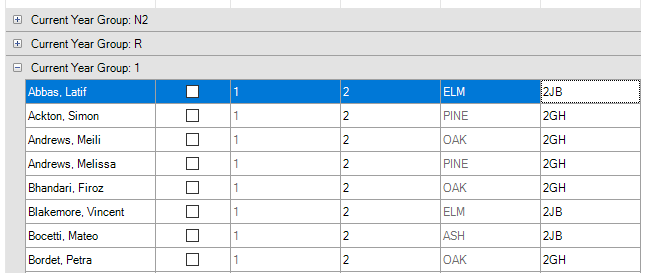 Current Year Group: N2
Current Year Group: R
Current Year Group: 1
Abbas, Latif 1 2 ELM 2JB
Ackton, Simon 1 2 PINE 2GH
Andrews, Meili 1 2 OAK 2GH
Andrews, Melissa 1 2 PINE 2GH
Bhandari, Firoz 1 2 OAK 2GH
Blakemore, Vincent 1 2 ELM 2JB
Bocetti, Mateo 1 2 ASH 2JB
Bordet, Petra 1 2 OAK 2GH